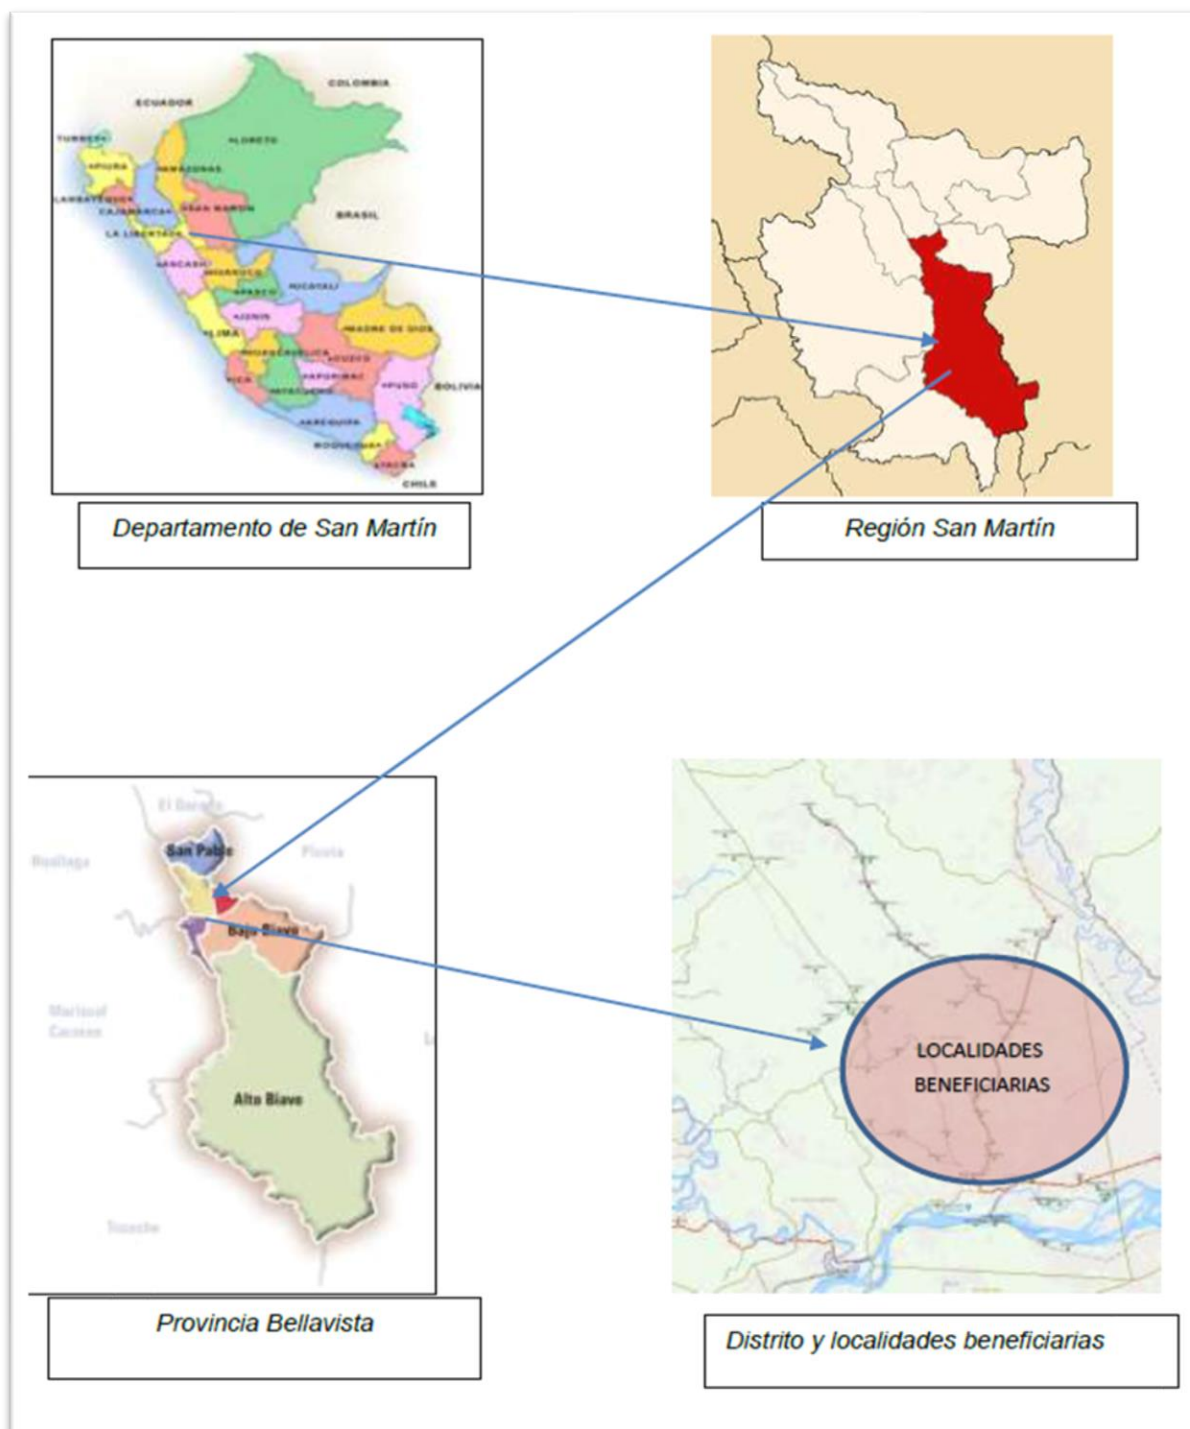 COLOMBIA
ECUADOR
TUMBES
LORETO
PIURA
AMAZONAS
LAMBAYEQUE
CAJAMARCA
SAN MARTIN
BRASIL
LA LIBERTAD
ANCASH
HUANUCO
UCAYALI
PASCO
JUNIN
LIMA
MADRE DE DIOS
HUANCAVELICA
CUZCO
ICA
APURIMAC
AYACUCHO
PUNO
BOLIVIA
AREQUIPA
MOQUEGUA
TACNA
CHILE
Departamento de San Martín
Región San Martín
El Dorado
San Pablo
Huallaga
Picota
Bajo Biavo
Mariscal
Caceres
Alto Biavo
Tocache
LOCALIDADES
BENEFICIARIAS
Provincia Bellavista
Distrito y localidades beneficiarias